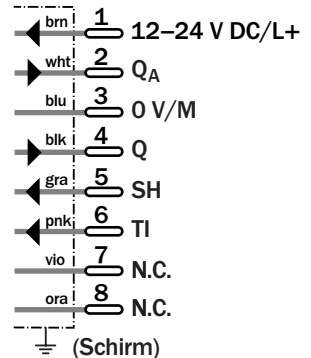 brn 1 12–24 V DC/L+
wht 2 QA
blu 3 0 V/M
blk 4 Q
gra 5 SH
pnk 6 TI
vio 7 N.C.
ora 8 N.C.
(Schirm)